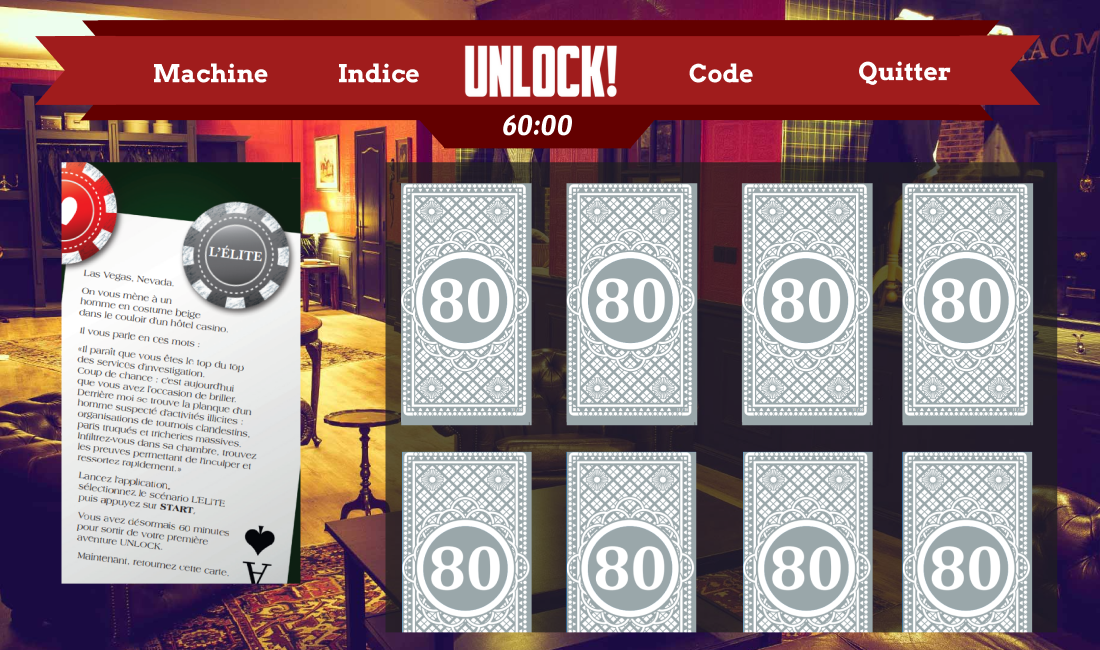 Machine
Indice
UNLOCK!
Code
Quitter
60:00
L'ÉLITE
Las Vegas, Nevada.
On vous mène à un
homme en costume beige
dans le couloir d'un hôtel casino.
Il vous parle en ces mots :
«Il paraît que vous êtes le top du top
des services d'investigation.
Coup de chance : c'est aujourd'hui
que vous avez l'occasion de briller.
Derrière moi se trouve la planque d'un
homme suspecté d'activités illicites :
organisations de tournois clandestins,
paris truqués et tricheries massives.
Infiltrez-vous dans sa chambre, trouvez
les preuves permettant de l'inculper et
ressortez rapidement.»
Lancez l'application,
sélectionnez le scénario L'ELITE
puis appuyez sur START.
Vous avez désormais 60 minutes
pour sortir de votre première
aventure UNLOCK.
Maintenant, retournez cette carte.
A
80
80
80
80
80
80
80
80